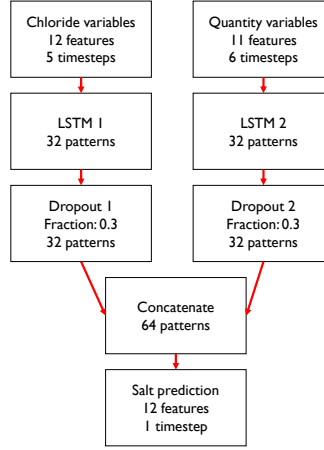 Chloride variables
12 features
5 timesteps
Quantity variables
11 features
6 timesteps
LSTM 1
32 patterns
LSTM 2
32 patterns
Dropout 1
Fraction: 0.3
32 patterns
Dropout 2
Fraction: 0.3
32 patterns
Concatenate
64 patterns
Salt prediction
12 features
1 timestep